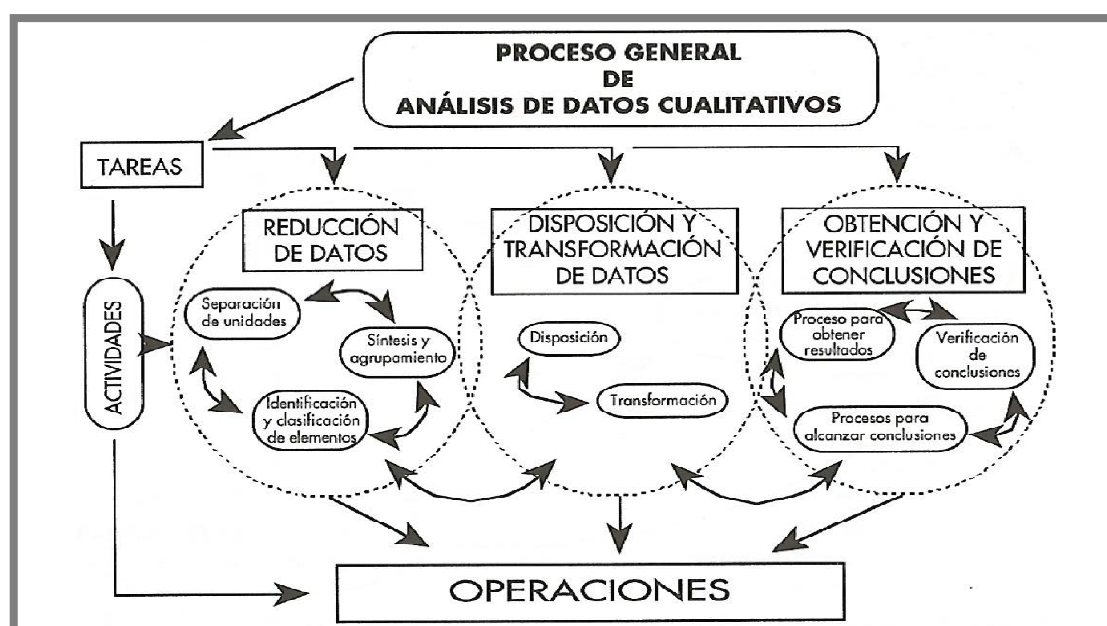 PROCESO GENERAL
DE
ANÁLISIS DE DATOS CUALITATIVOS
TAREAS
REDUCCIÓN
DE DATOS
DISPOSICIÓN Y
TRANSFORMACIÓN
DE DATOS
OBTENCIÓN Y
VERIFICACIÓN DE
CONCLUSIONES
ACTIVIDADES
Separación
de unidades
Síntesis y
agrupamiento
Identificación
y clasificación
de elementos
Disposición
Transformación
Proceso para
obtener
resultados
Verificación
de
conclusiones
Procesos para
alcanzar conclusiones
OPERACIONES